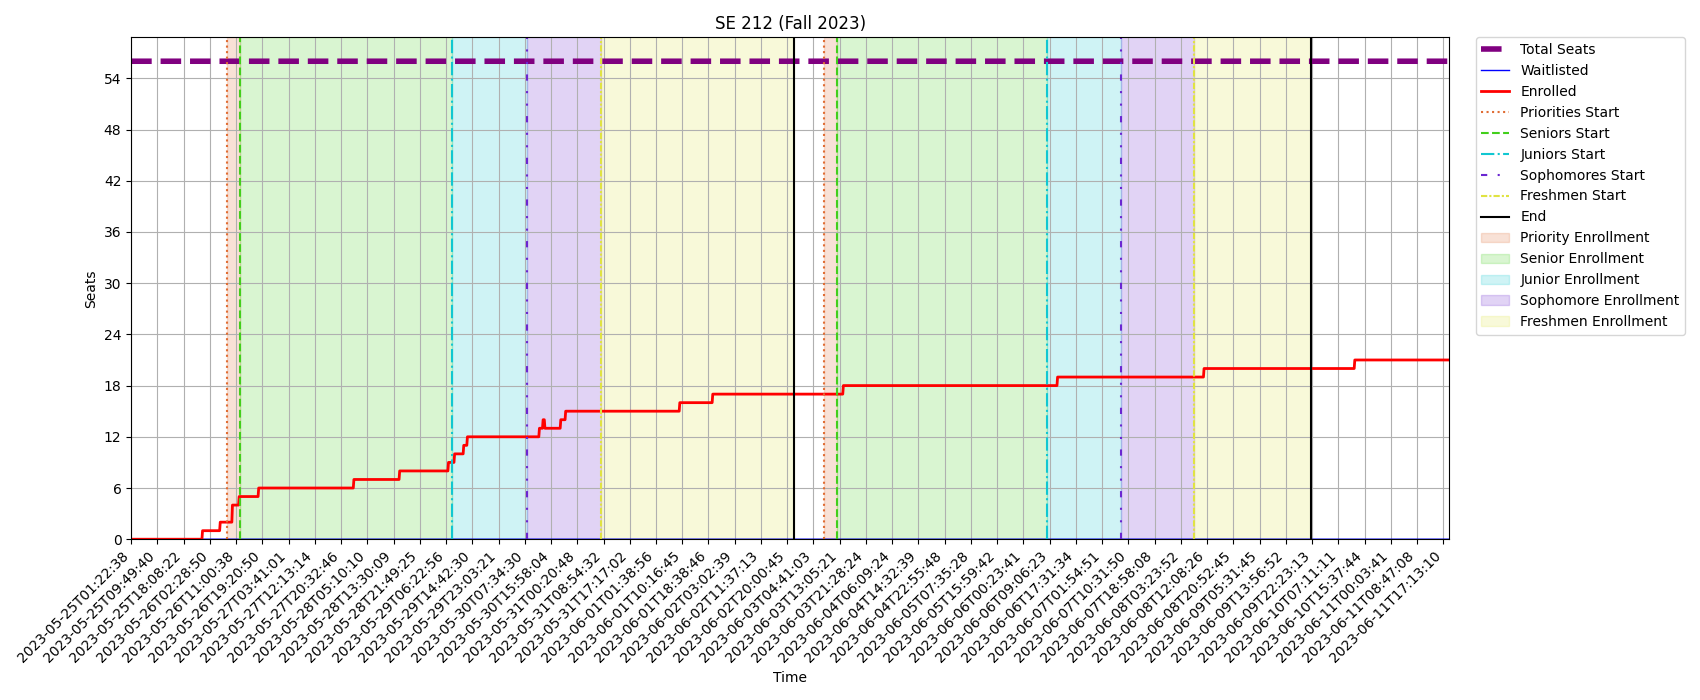 SE 212 (Fall 2023)
Total Seats
Waitlisted
Enrolled
Priorities Start
Seniors Start
Juniors Start
Sophomores Start
Freshmen Start
End
Priority Enrollment
Senior Enrollment
Junior Enrollment
Sophomore Enrollment
Freshmen Enrollment
Seats
54
48
42
36
30
24
18
12
6
0
2023-05-25T01:22:38
2023-05-25T09:49:40
2023-05-25T18:08:22
2023-05-26T02:28:50
2023-05-26T11:00:38
2023-05-26T19:20:50
2023-05-27T03:41:01
2023-05-27T12:13:14
2023-05-27T20:32:46
2023-05-28T05:10:10
2023-05-28T13:30:09
2023-05-28T21:49:25
2023-05-29T06:22:56
2023-05-29T14:42:30
2023-05-29T23:03:21
2023-05-30T07:34:30
2023-05-30T15:58:04
2023-05-31T00:20:48
2023-05-31T08:54:32
2023-05-31T17:17:02
2023-06-01T01:38:56
2023-06-01T10:16:45
2023-06-01T18:38:46
2023-06-02T03:02:39
2023-06-02T11:37:13
2023-06-02T20:00:45
2023-06-03T04:41:03
2023-06-03T13:05:21
2023-06-03T21:28:24
2023-06-04T06:09:24
2023-06-04T14:32:39
2023-06-04T22:55:48
2023-06-05T07:35:28
2023-06-05T15:59:42
2023-06-06T00:23:41
2023-06-06T09:06:23
2023-06-06T17:31:34
2023-06-07T01:54:51
2023-06-07T10:31:50
2023-06-07T18:58:08
2023-06-08T03:23:52
2023-06-08T12:08:26
2023-06-08T20:52:45
2023-06-09T05:31:45
2023-06-09T13:56:52
2023-06-09T22:23:13
2023-06-10T07:11:11
2023-06-10T15:37:44
2023-06-11T00:03:41
2023-06-11T08:47:08
2023-06-11T17:13:10
Time